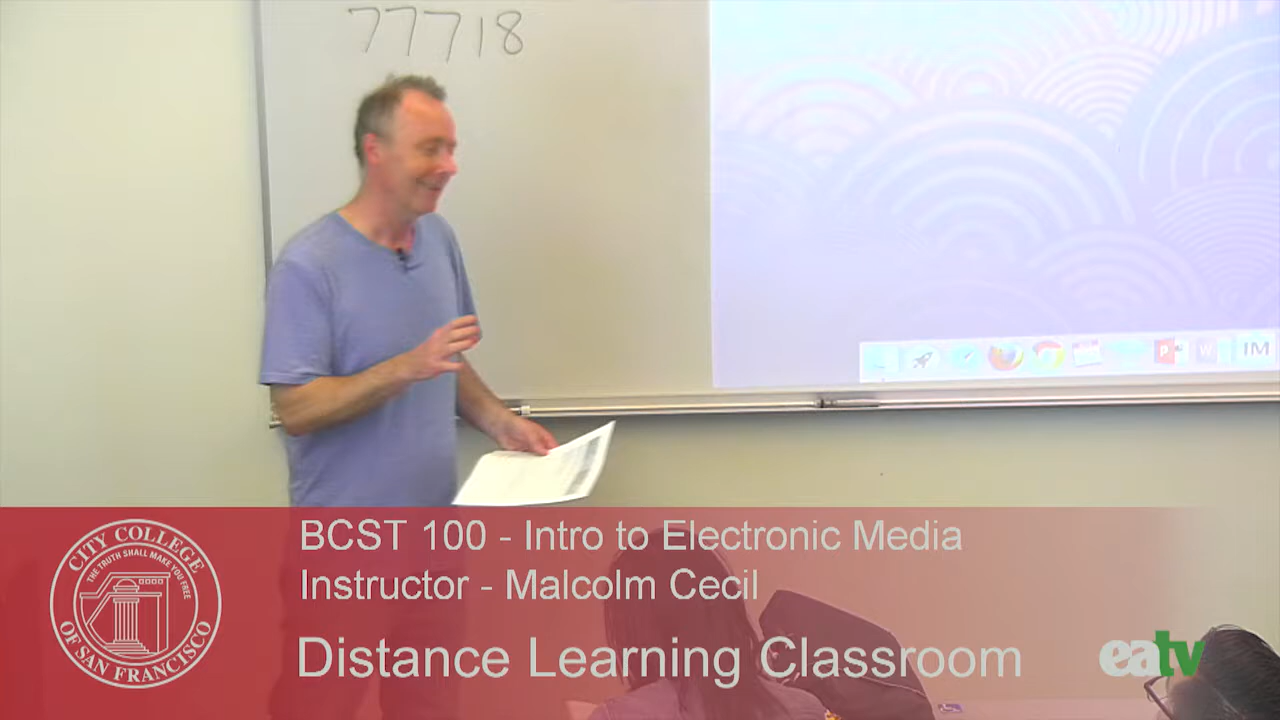 77718
P
W
IM
BCST 100 - Intro to Electronic Media
Instructor - Malcolm Cecil
Distance Learning Classroom
CITY COLLEGE
THE TRUTH SHALL MAKE YOU FREE
OF SAN FRANCISCO
eatv